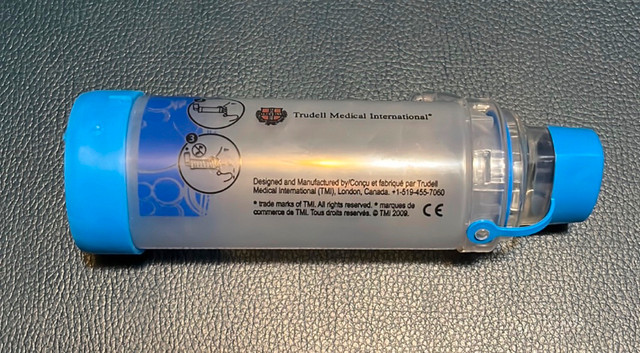 Trudell Medical International™
3
Designed and Manufactured by/Conçu et fabriqué par Trudell
Medical International (TMI), London, Canada. +1-519-455-7060
* trade marks of TMI. All rights reserved. * marques de
commerce de TMI. Tous droits reservés. © TMI 2009.
CE